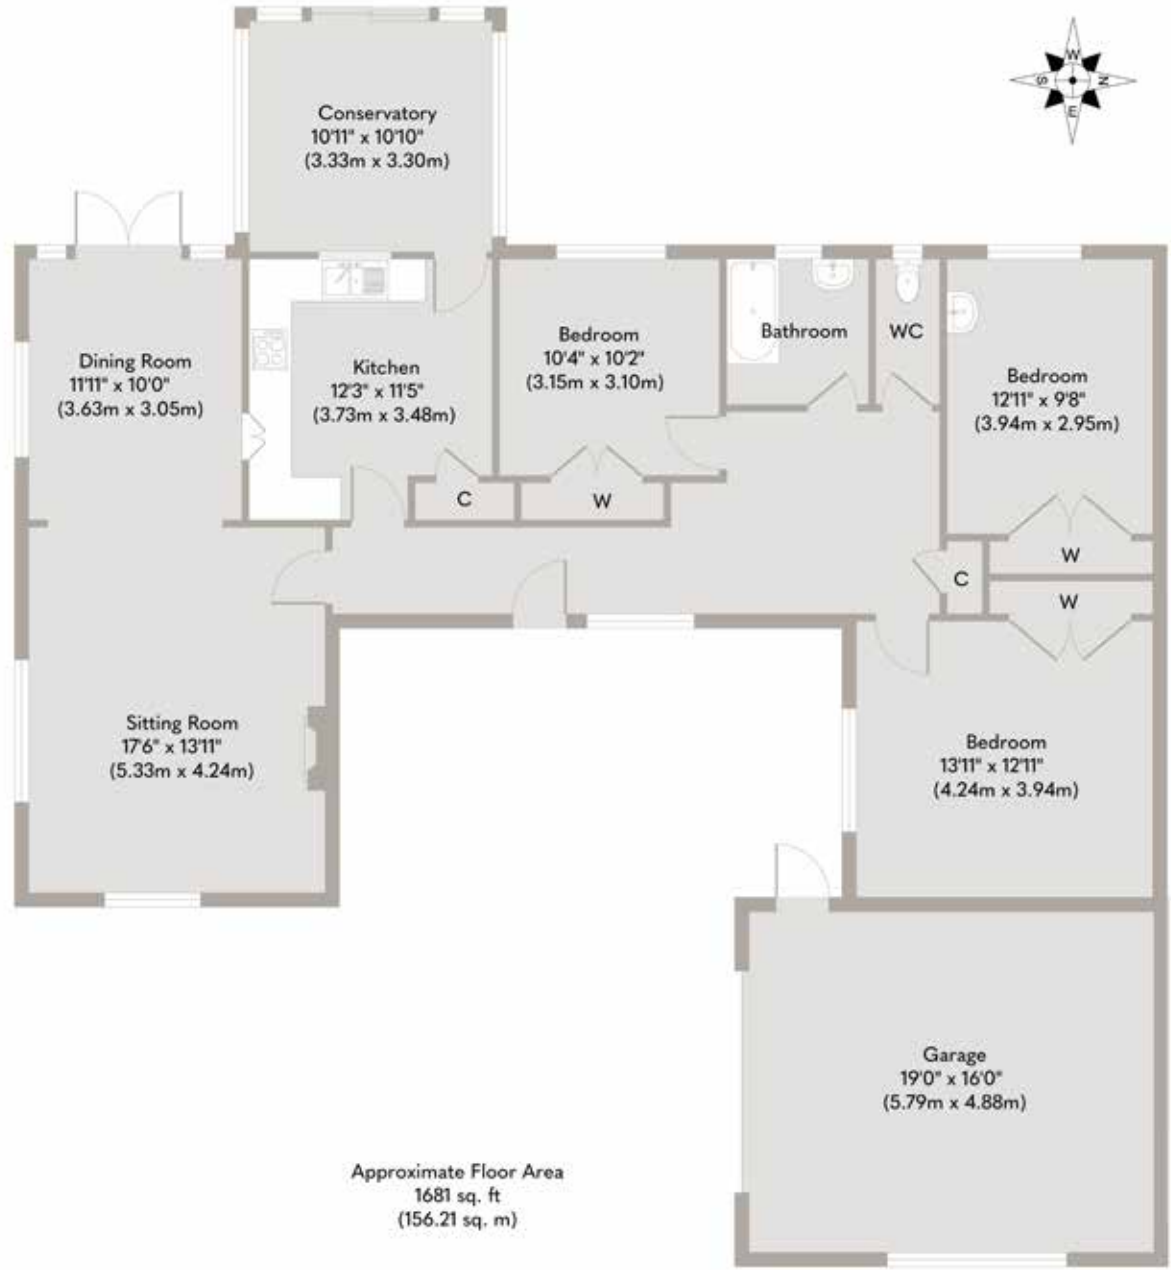 W
S
N
E
Conservatory
10'11" x 10'10"
(3.33m x 3.30m)
Dining Room
11'11" x 10'0"
(3.63m x 3.05m)
Kitchen
12'3" x 11'5"
(3.73m x 3.48m)
Bedroom
10'4" x 10'2"
(3.15m x 3.10m)
Bathroom
WC
Bedroom
12'11" x 9'8"
(3.94m x 2.95m)
C
W
W
C
W
Sitting Room
17'6" x 13'11"
(5.33m x 4.24m)
Bedroom
13'11" x 12'11"
(4.24m x 3.94m)
Garage
19'0" x 16'0"
(5.79m x 4.88m)
Approximate Floor Area
1681 sq. ft
(156.21 sq. m)